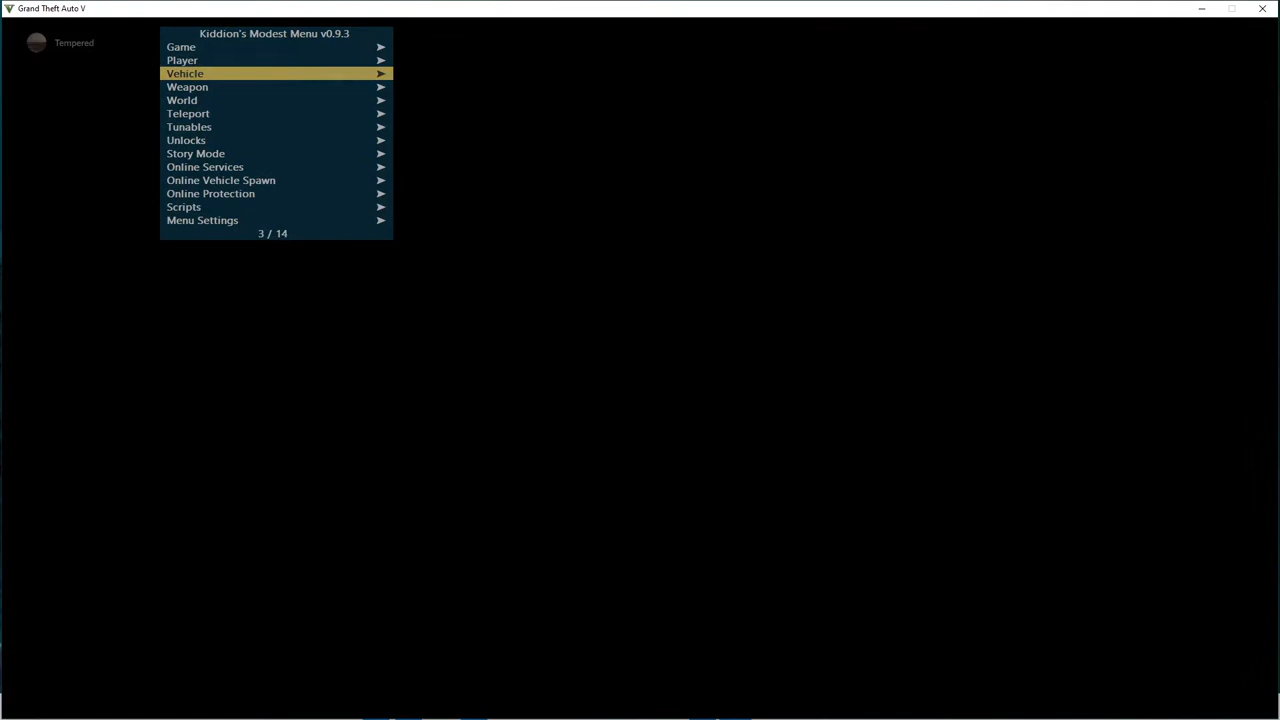 Grand Theft Auto V
Tempered
Kiddion's Modest Menu v0.9.3
Game
Player
Vehicle
Weapon
World
Teleport
Tunables
Unlocks
Story Mode
Online Services
Online Vehicle Spawn
Online Protection
Scripts
Menu Settings
3 / 14